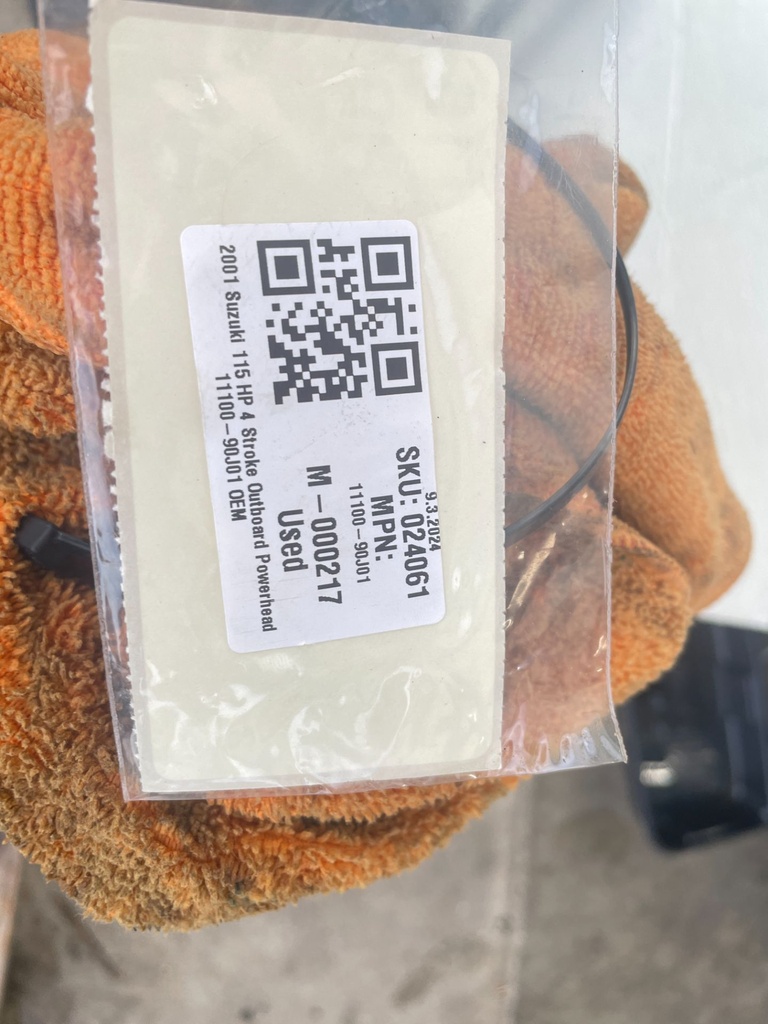 9.3.2024
SKU: 024061
MPN:
11100-90J01
M-000217
Used
2001 Suzuki 115 HP 4 Stroke Outboard Powerhead
11100-90J01 OEM